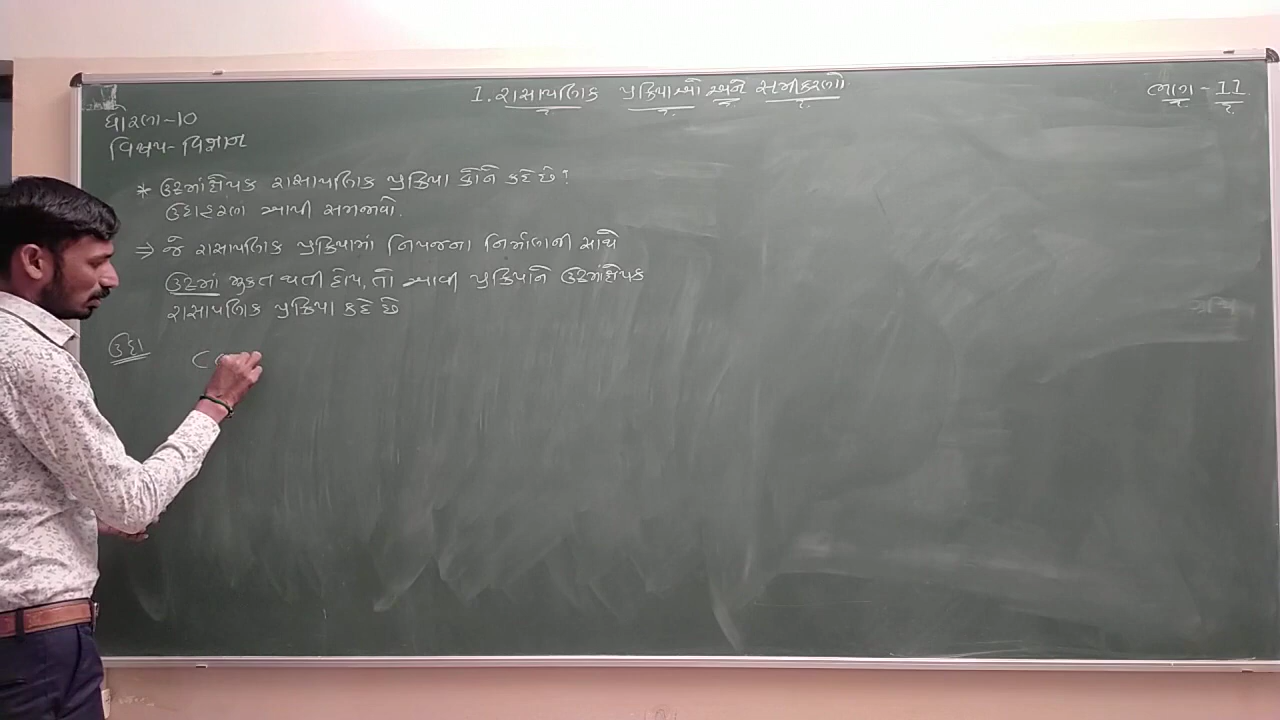 1. રાસાયણિક પ્રક્રિયાઓ અને સમીકરણો
ભાગ - 11
ધોરણ-10
વિષય- વિજ્ઞાન
* ઉષ્માક્ષેપક રાસાયણિક પ્રક્રિયા કોને કહે છે?
ઉદાહરણ આપી સમજાવો.
⇒ જે રાસાયણિક પ્રક્રિયામાં નિપજના નિર્માણની સાથે
ઉષ્મા મુકત થતી હોય, તો આવી પ્રક્રિયાને ઉષ્માક્ષેપક
રાસાયણિક પ્રક્રિયા કહે છે
ઉદા